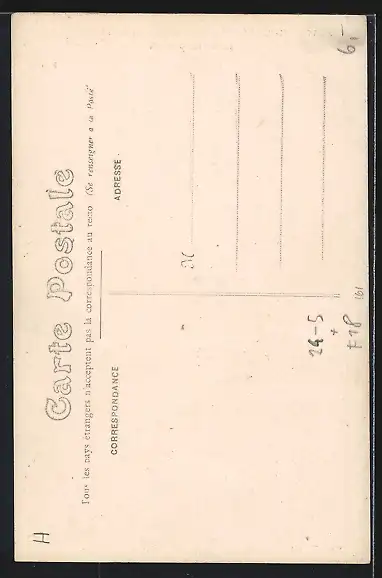 Carte Postale
Tous les pays étrangers n'acceptent pas la correspondance au recto (Se renseigner à la Poste)
CORRESPONDANCE
ADRESSE
M
6,-
161
24-5
+
F18
H